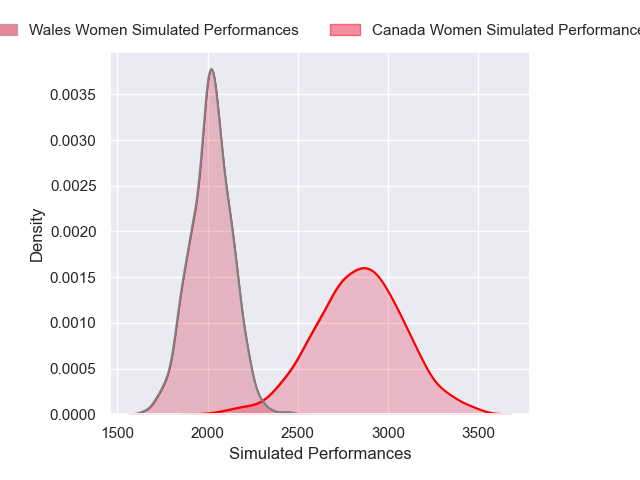 Wales Women Simulated Performances
Canada Women Simulated Performance
0.0035
0.0030
0.0025
0.0020
0.0015
0.0010
0.0005
0.0000
Density
1500 2000 2500 3000 3500
Simulated Performances